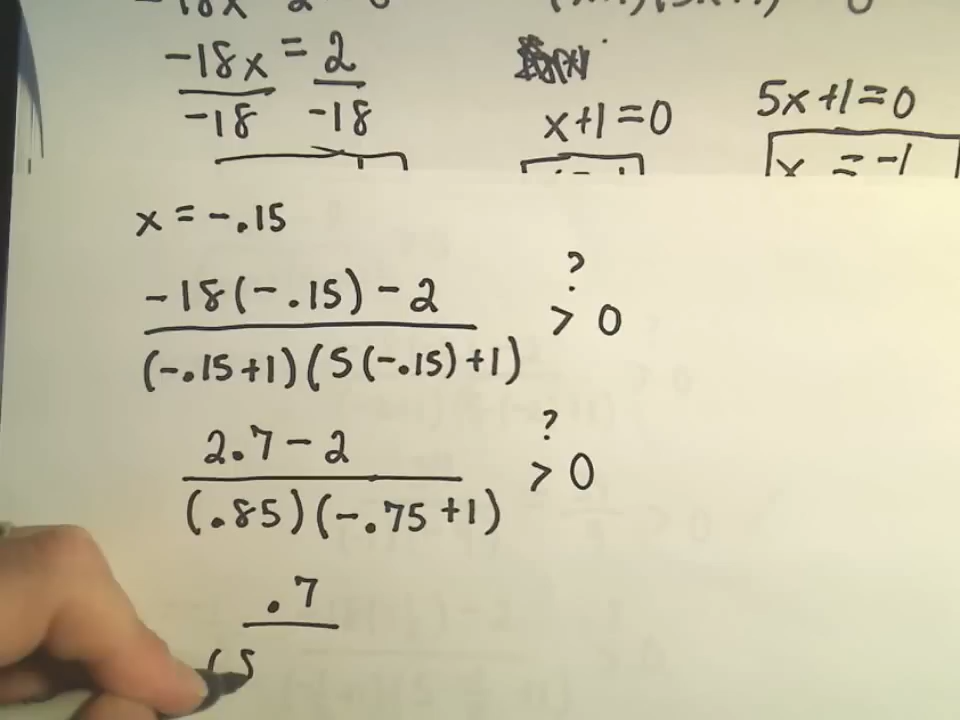 -18x = 2
-18 -18
x+1=0
5x+1=0
x = -1
x = -.15
-18(-.15) - 2 ? > 0
(-.15+1)(5(-.15)+1)
2.7 - 2 ? > 0
(.85)(-.75+1)
.7